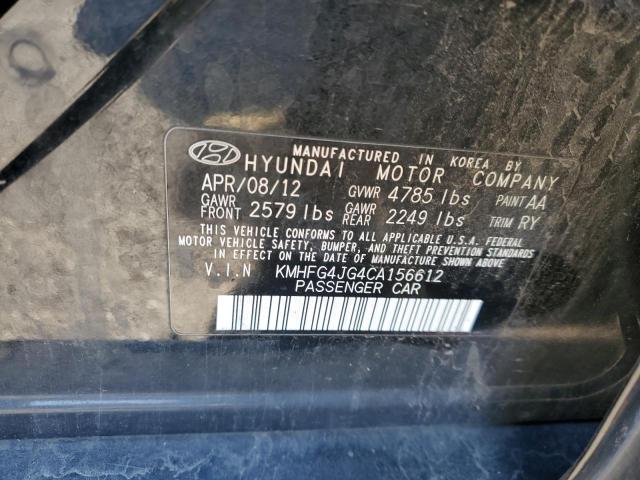 MANUFACTURED IN KOREA BY
HYUNDAI MOTOR COMPANY
APR/08/12 GVWR 4785 lbs PAINT AA
GAWR FRONT 2579 lbs GAWR REAR 2249 lbs TRIM RY
THIS VEHICLE CONFORMS TO ALL APPLICABLE U.S.A. FEDERAL
MOTOR VEHICLE SAFETY, BUMPER, AND THEFT PREVENTION STANDARDS
IN EFFECT ON THE DATE OF MANUFACTURE SHOWN ABOVE.
V.I.N KMHFG4JG4CA156612
PASSENGER CAR